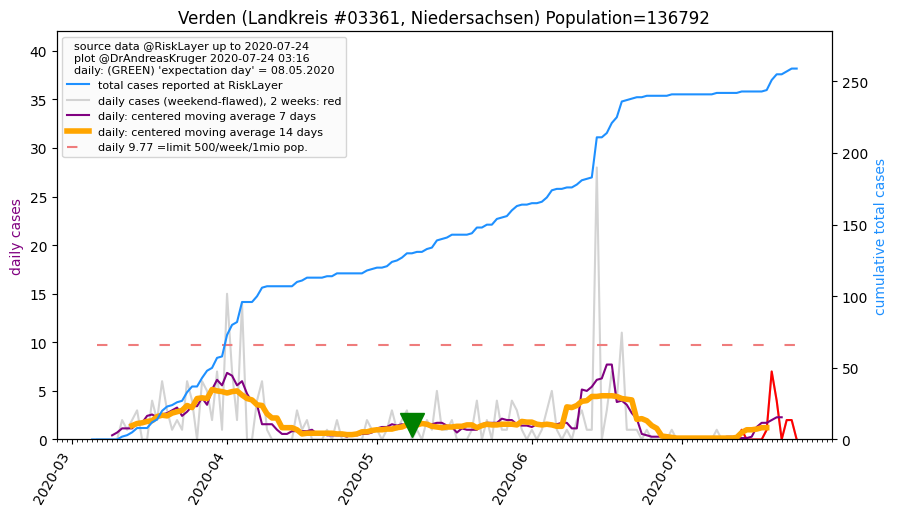 Verden (Landkreis #03361, Niedersachsen) Population=136792
source data @RiskLayer up to 2020-07-24
plot @DrAndreasKruger 2020-07-24 03:16
daily: (GREEN) 'expectation day' = 08.05.2020
total cases reported at RiskLayer
daily cases (weekend-flawed), 2 weeks: red
daily: centered moving average 7 days
daily: centered moving average 14 days
daily 9.77 =limit 500/week/1mio pop.
daily cases
40
35
30
25
20
15
10
5
0
cumulative total cases
250
200
150
100
50
0
2020-03
2020-04
2020-05
2020-06
2020-07